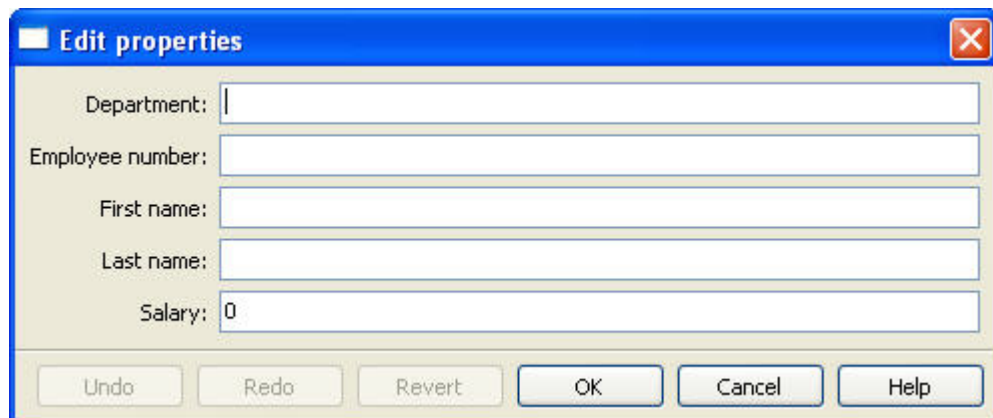 Edit properties
Department:
Employee number:
First name:
Last name:
Salary: 0
Undo Redo Revert OK Cancel Help